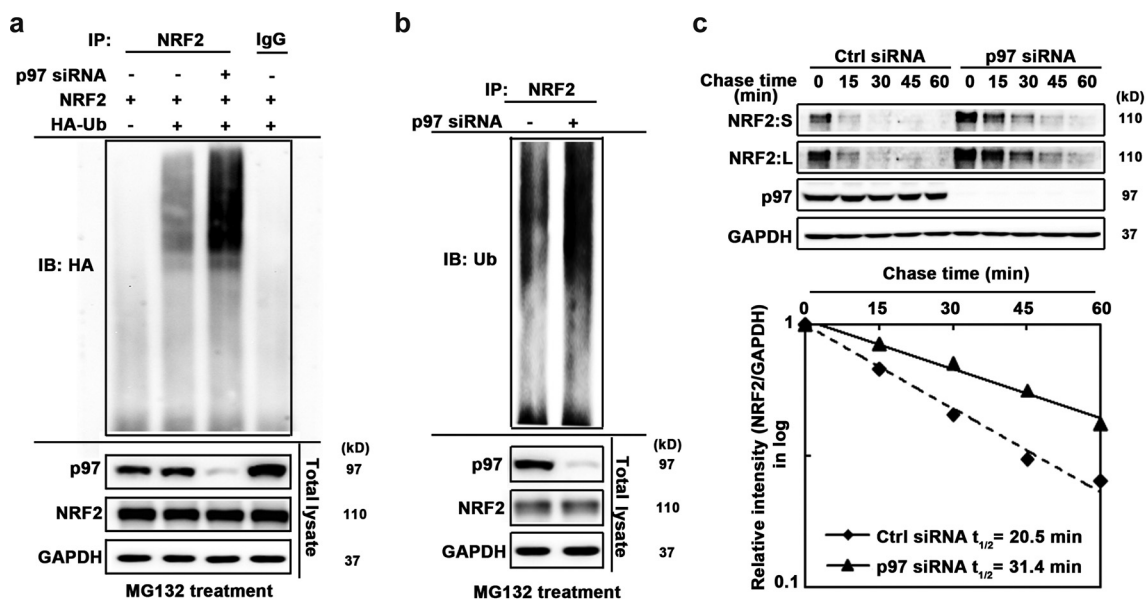 a
IP: NRF2 IgG
p97 siRNA - - + -
NRF2 + + + +
HA-Ub - + + +
IB: HA
(kD)
p97 97
NRF2 110
GAPDH 37
Total lysate
MG132 treatment
b
IP: NRF2
p97 siRNA - +
IB: Ub
(kD)
p97 97
NRF2 110
GAPDH 37
Total lysate
MG132 treatment
c
Ctrl siRNA p97 siRNA
Chase time 0 15 30 45 60 0 15 30 45 60
(min) (kD)
NRF2:S 110
NRF2:L 110
p97 97
GAPDH 37
Chase time (min)
0 15 30 45 60
1
0.1
Relative intensity (NRF2/GAPDH)
in log
Ctrl siRNA t1/2= 20.5 min
p97 siRNA t1/2= 31.4 min